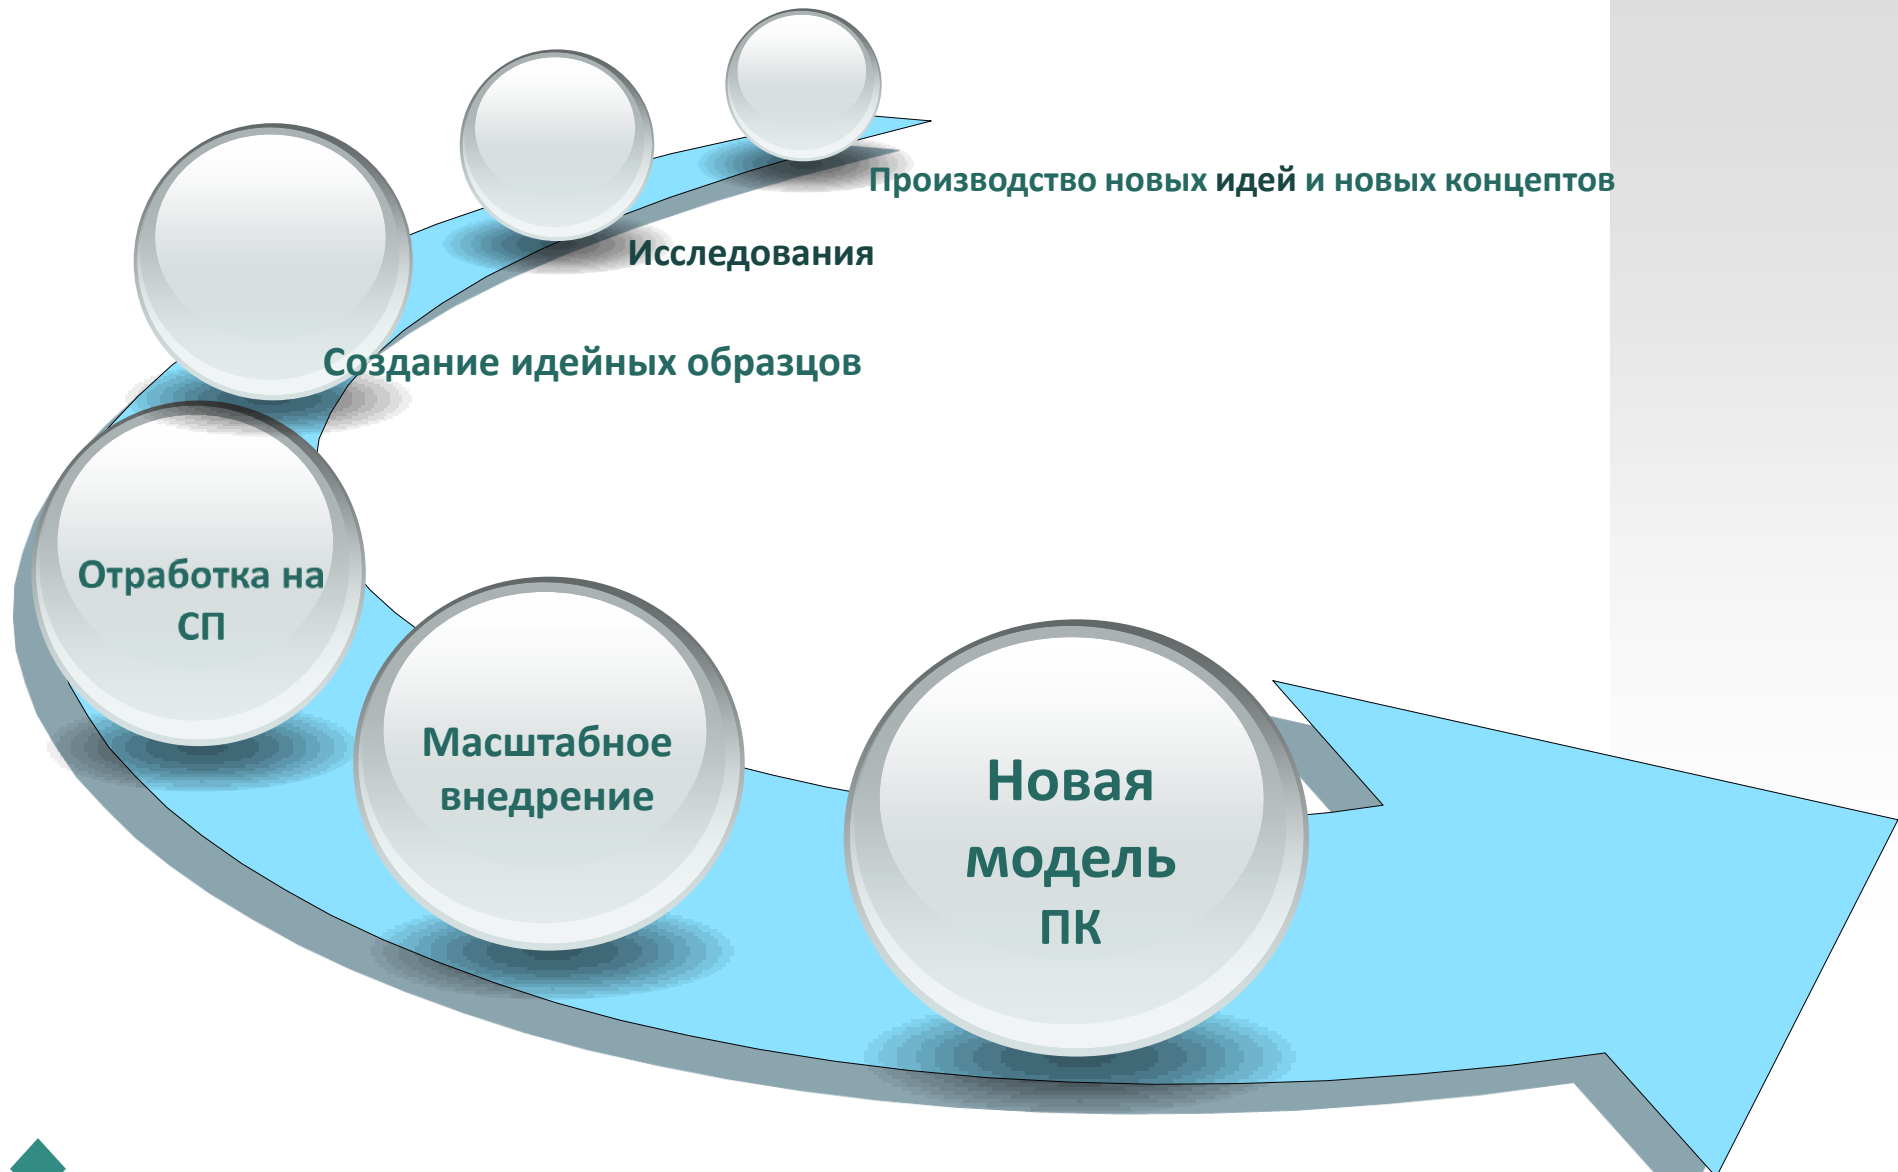 Производство новых идей и новых концептов
Исследования
Создание идейных образцов
Отработка на
СП
Масштабное
внедрение
Новая
модель
ПК